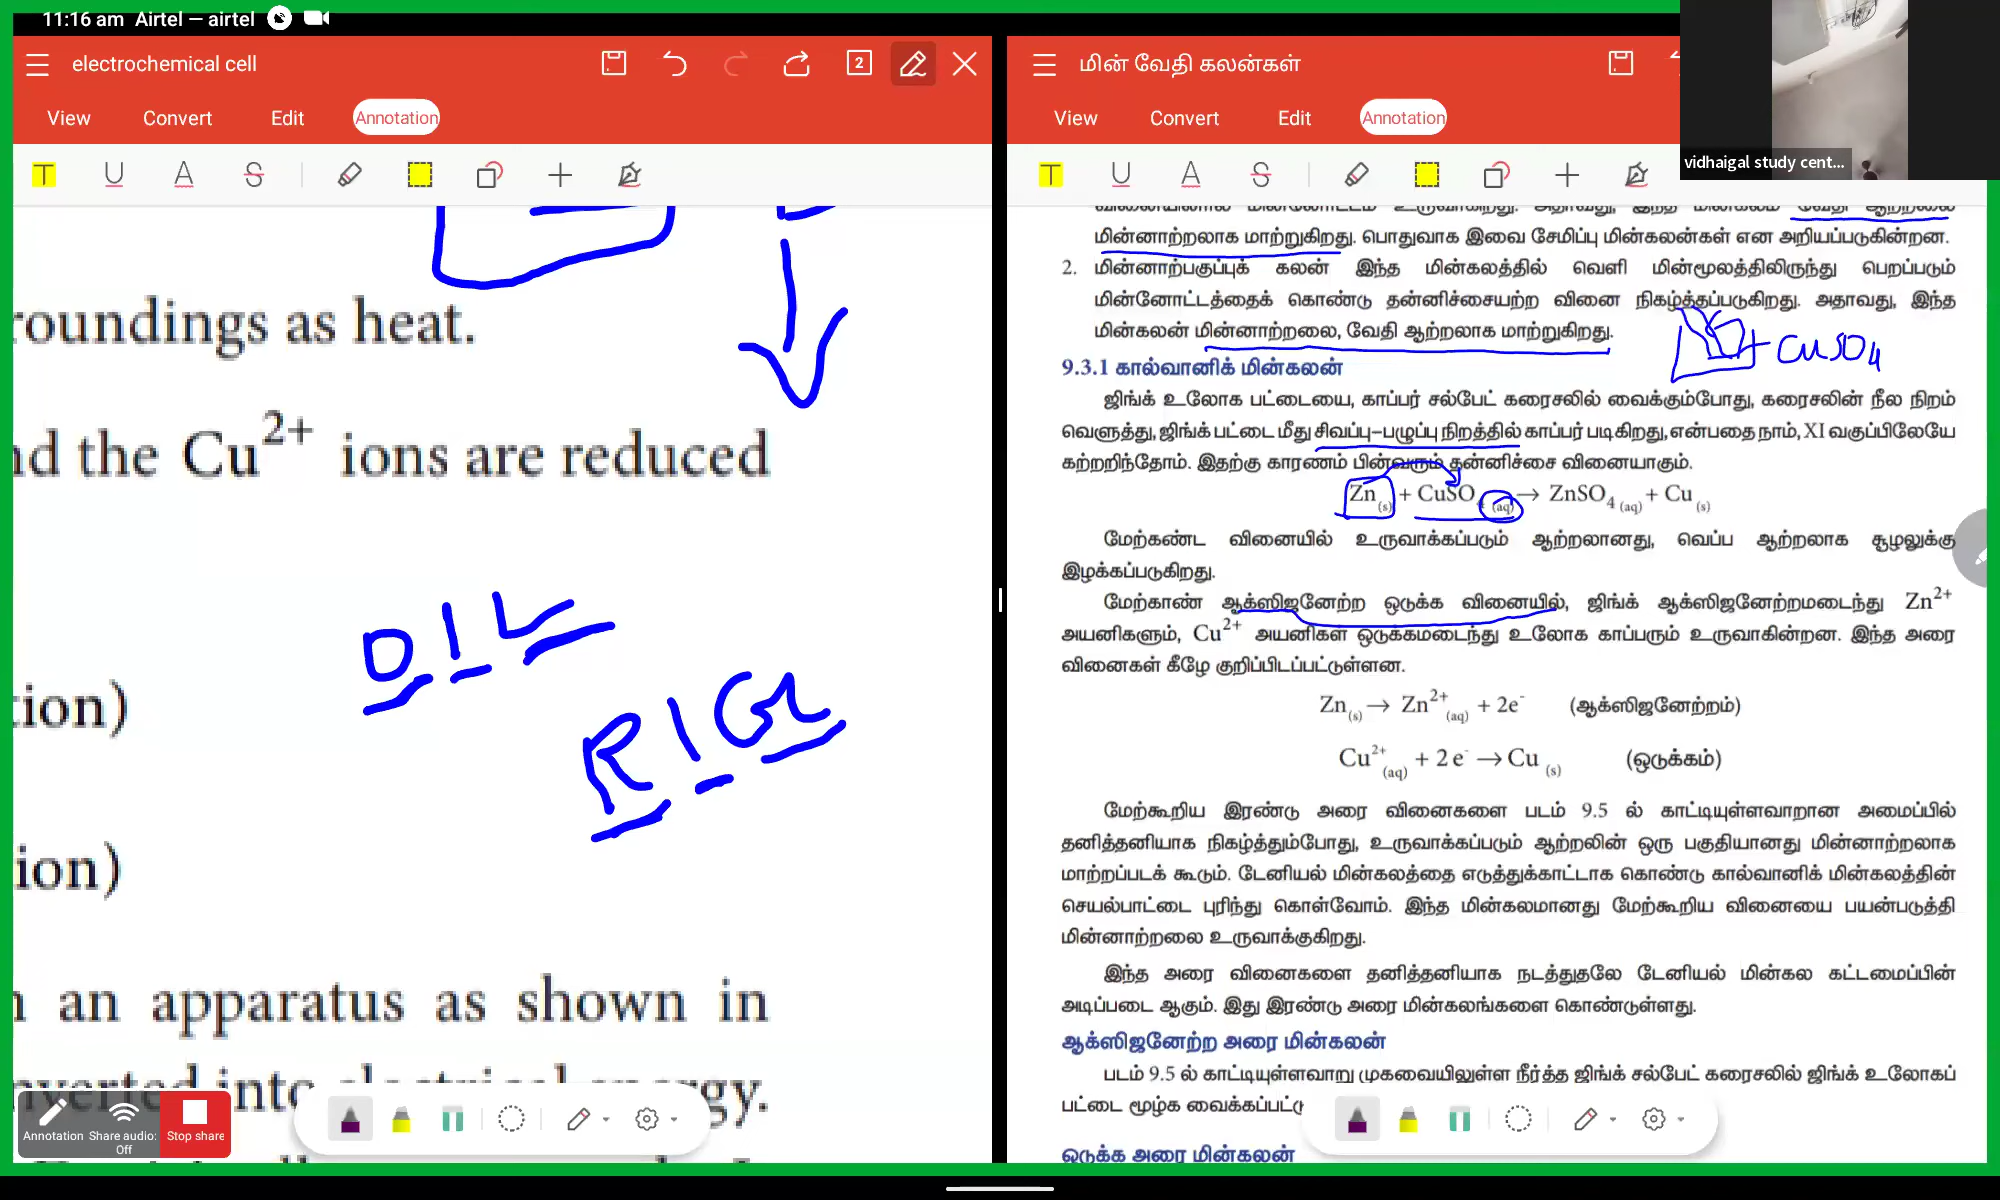 11:16 am Airtel – airtel
electrochemical cell
2
View Convert Edit Annotation
roundings as heat.
the Cu2+ ions are reduced
OIL
RIG
an apparatus as shown in
Annotation Share audio: Off Stop share
மின் வேதி கலன்கள்
View Convert Edit Annotation
vidhaigal study cent...
மின்னாற்றலாக மாற்றுகிறது. பொதுவாக இவை சேமிப்பு மின்கலன்கள் என அறியப்படுகின்றன.
2. மின்னாற்பகுப்புக் கலன் இந்த மின்கலத்தில் வெளி மின்மூலத்திலிருந்து பெறப்படும்
மின்னோட்டத்தைக் கொண்டு தன்னிச்சையற்ற வினை நிகழ்த்தப்படுகிறது. அதாவது, இந்த
மின்கலன் மின்னாற்றலை, வேதி ஆற்றலாக மாற்றுகிறது.
CuSO4
9.3.1 கால்வானிக் மின்கலன்
ஜிங்க் உலோக பட்டையை, காப்பர் சல்பேட் கரைசலில் வைக்கும்போது, கரைசலின் நீல நிறம்
வெளுத்து, ஜிங்க் பட்டை மீது சிவப்பு–பழுப்பு நிறத்தில் காப்பர் படிகிறது, என்பதை நாம், XI வகுப்பிலேயே
கற்றறிந்தோம். இதற்கு காரணம் பின்வரும் தன்னிச்சை வினையாகும்.
Zn(s) + CuSO4 (aq) → ZnSO4 (aq) + Cu (s)
மேற்கண்ட வினையில் உருவாக்கப்படும் ஆற்றலானது, வெப்ப ஆற்றலாக சூழலுக்கு
இழக்கப்படுகிறது.
மேற்காண் ஆக்ஸிஜனேற்ற ஒடுக்க வினையில், ஜிங்க் ஆக்ஸிஜனேற்றமடைந்து Zn2+
அயனிகளும், Cu2+ அயனிகள் ஒடுக்கமடைந்து உலோக காப்பரும் உருவாகின்றன. இந்த அரை
வினைகள் கீழே குறிப்பிடப்பட்டுள்ளன.
Zn(s) → Zn2+(aq) + 2e- (ஆக்ஸிஜனேற்றம்)
Cu2+(aq) + 2 e- → Cu (s) (ஒடுக்கம்)
மேற்கூறிய இரண்டு அரை வினைகளை படம் 9.5 ல் காட்டியுள்ளவாறான அமைப்பில்
தனித்தனியாக நிகழ்த்தும்போது, உருவாக்கப்படும் ஆற்றலின் ஒரு பகுதியானது மின்னாற்றலாக
மாற்றப்படக் கூடும். டேனியல் மின்கலத்தை எடுத்துக்காட்டாக கொண்டு கால்வானிக் மின்கலத்தின்
செயல்பாட்டை புரிந்து கொள்வோம். இந்த மின்கலமானது மேற்கூறிய வினையை பயன்படுத்தி
மின்னாற்றலை உருவாக்குகிறது.
இந்த அரை வினைகளை தனித்தனியாக நடத்துதலே டேனியல் மின்கல கட்டமைப்பின்
அடிப்படை ஆகும். இது இரண்டு அரை மின்கலங்களை கொண்டுள்ளது.
ஆக்ஸிஜனேற்ற அரை மின்கலன்
படம் 9.5 ல் காட்டியுள்ளவாறு முகவையிலுள்ள நீர்த்த ஜிங்க் சல்பேட் கரைசலில் ஜிங்க் உலோகப்
பட்டை மூழ்க
ஒடுக்க அரை மின்கலன்